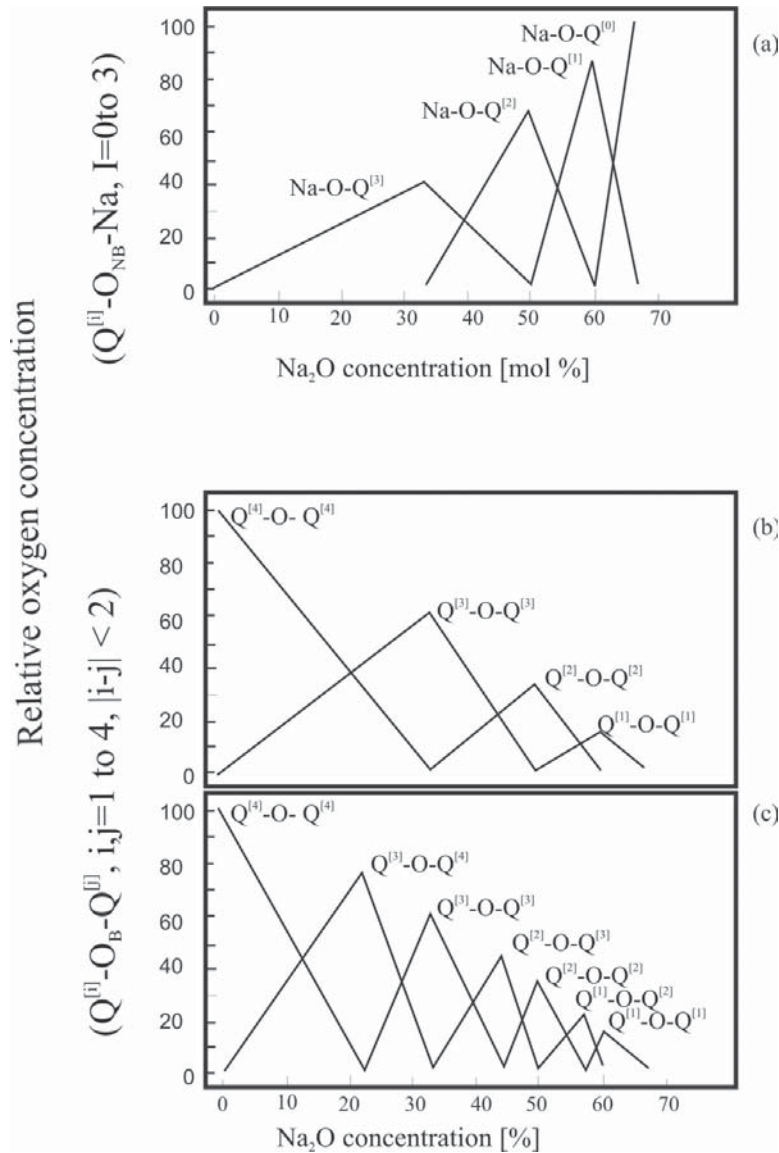 Relative oxygen concentration
(Q[i]-O_NB-Na, I=0to 3)
100
80
60
40
20
0
Na-O-Q[0]
Na-O-Q[1]
Na-O-Q[2]
Na-O-Q[3]
(a)
0 10 20 30 40 50 60 70
Na₂O concentration [mol %]
(Q[i]-O_B-Q[j], i,j=1 to 4, |i-j| < 2)
100
80
60
40
20
0
Q[4]-O- Q[4]
Q[3]-O-Q[3]
Q[2]-O-Q[2]
Q[1]-O-Q[1]
(b)
100
80
60
40
20
0
Q[4]-O- Q[4]
Q[3]-O-Q[4]
Q[3]-O-Q[3]
Q[2]-O-Q[3]
Q[2]-O-Q[2]
Q[1]-O-Q[2]
Q[1]-O-Q[1]
(c)
0 10 20 30 40 50 60 70
Na₂O concentration [%]